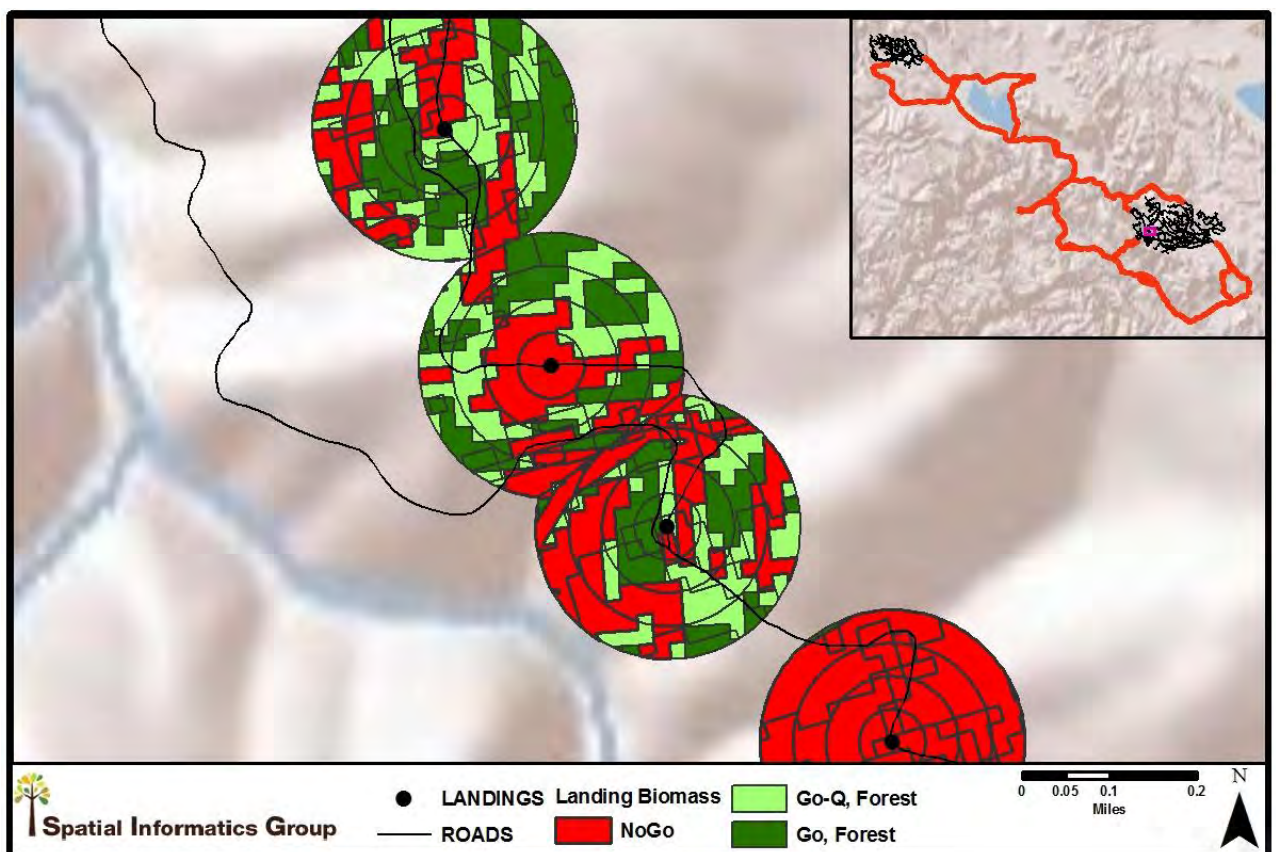 LANDINGS
ROADS
Landing Biomass
NoGo
Go-Q, Forest
Go, Forest
0 0.05 0.1 0.2
Miles
N
Spatial Informatics Group